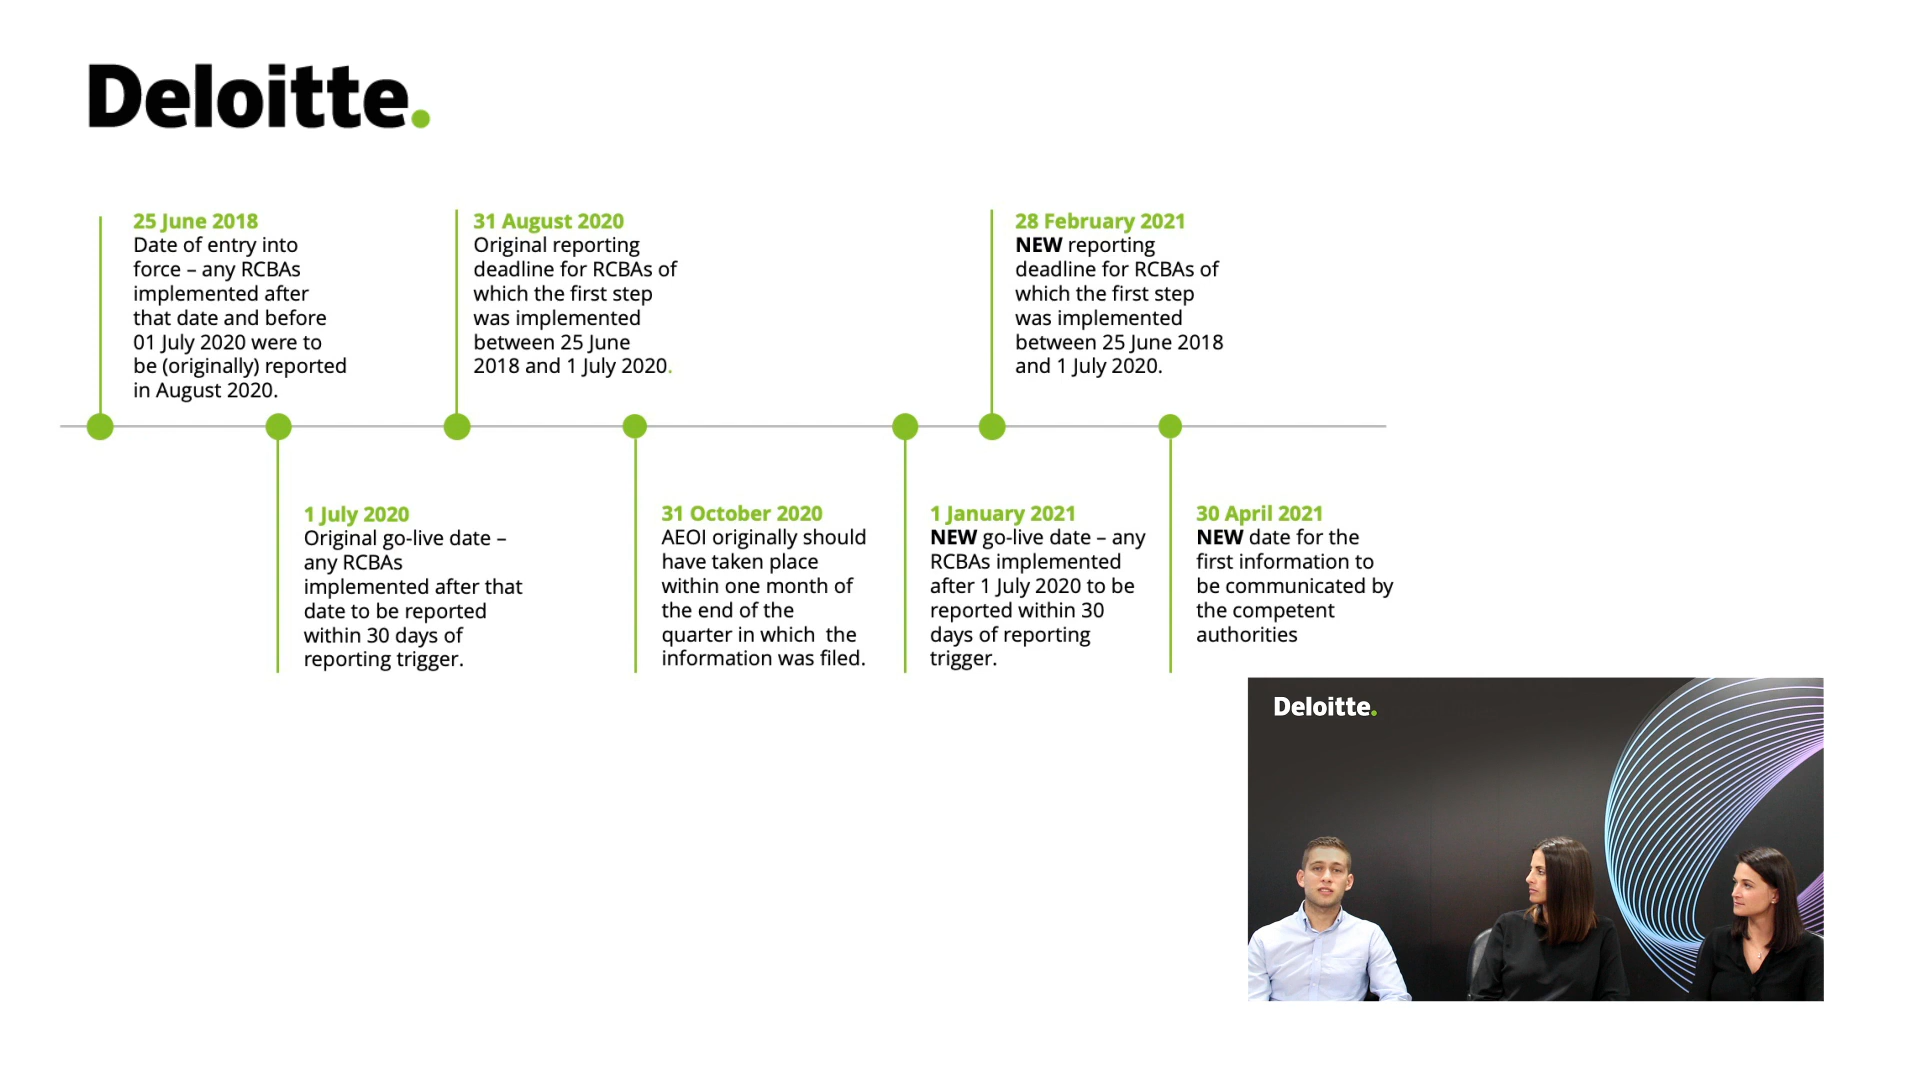 Deloitte.
25 June 2018
Date of entry into
force – any RCBAs
implemented after
that date and before
01 July 2020 were to
be (originally) reported
in August 2020.
31 August 2020
Original reporting
deadline for RCBAs of
which the first step
was implemented
between 25 June
2018 and 1 July 2020.
28 February 2021
NEW reporting
deadline for RCBAs of
which the first step
was implemented
between 25 June 2018
and 1 July 2020.
1 July 2020
Original go-live date –
any RCBAs
implemented after that
date to be reported
within 30 days of
reporting trigger.
31 October 2020
AEOI originally should
have taken place
within one month of
the end of the
quarter in which  the
information was filed.
1 January 2021
NEW go-live date – any
RCBAs implemented
after 1 July 2020 to be
reported within 30
days of reporting
trigger.
30 April 2021
NEW date for the
first information to
be communicated by
the competent
authorities
Deloitte.